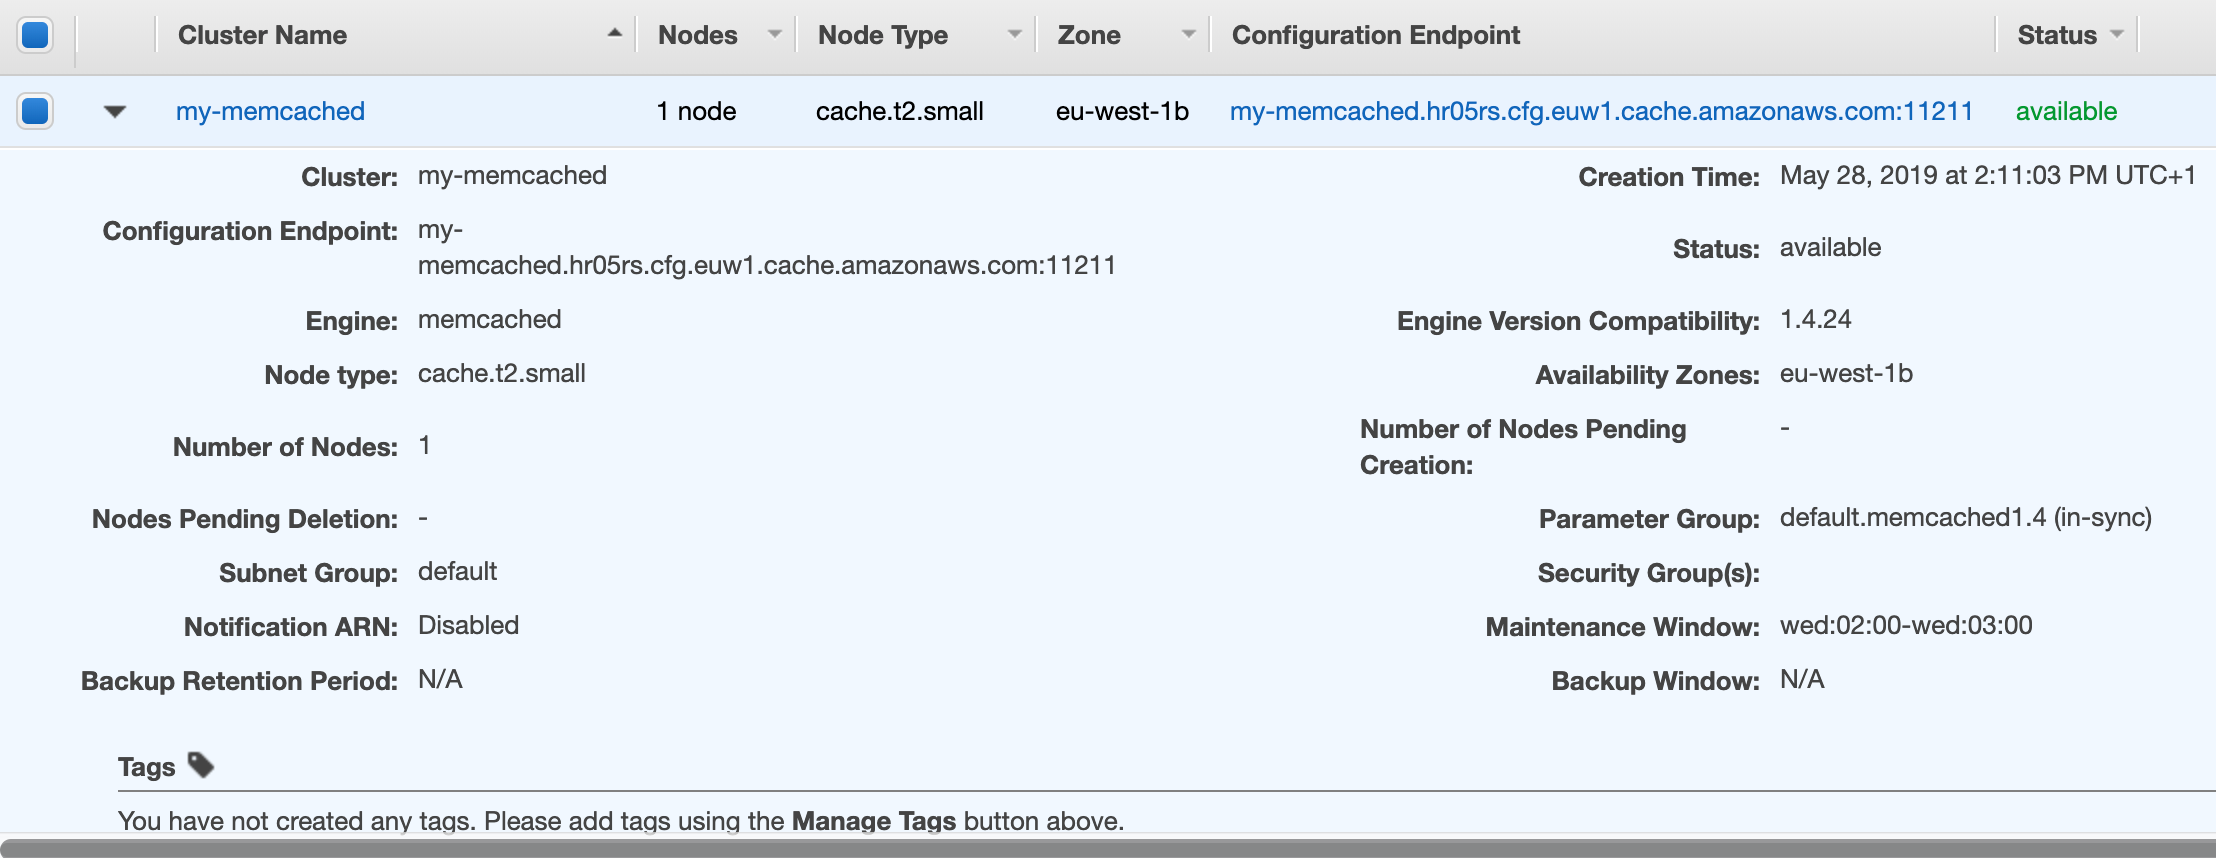 Cluster Name Nodes Node Type Zone Configuration Endpoint Status
my-memcached 1 node cache.t2.small eu-west-1b my-memcached.hr05rs.cfg.euw1.cache.amazonaws.com:11211 available
Cluster: my-memcached Creation Time: May 28, 2019 at 2:11:03 PM UTC+1
Configuration Endpoint: my-
memcached.hr05rs.cfg.euw1.cache.amazonaws.com:11211 Status: available
Engine: memcached Engine Version Compatibility: 1.4.24
Node type: cache.t2.small Availability Zones: eu-west-1b
Number of Nodes: 1 Number of Nodes Pending -
Creation:
Nodes Pending Deletion: - Parameter Group: default.memcached1.4 (in-sync)
Subnet Group: default Security Group(s):
Notification ARN: Disabled Maintenance Window: wed:02:00-wed:03:00
Backup Retention Period: N/A Backup Window: N/A
Tags
You have not created any tags. Please add tags using the Manage Tags button above.